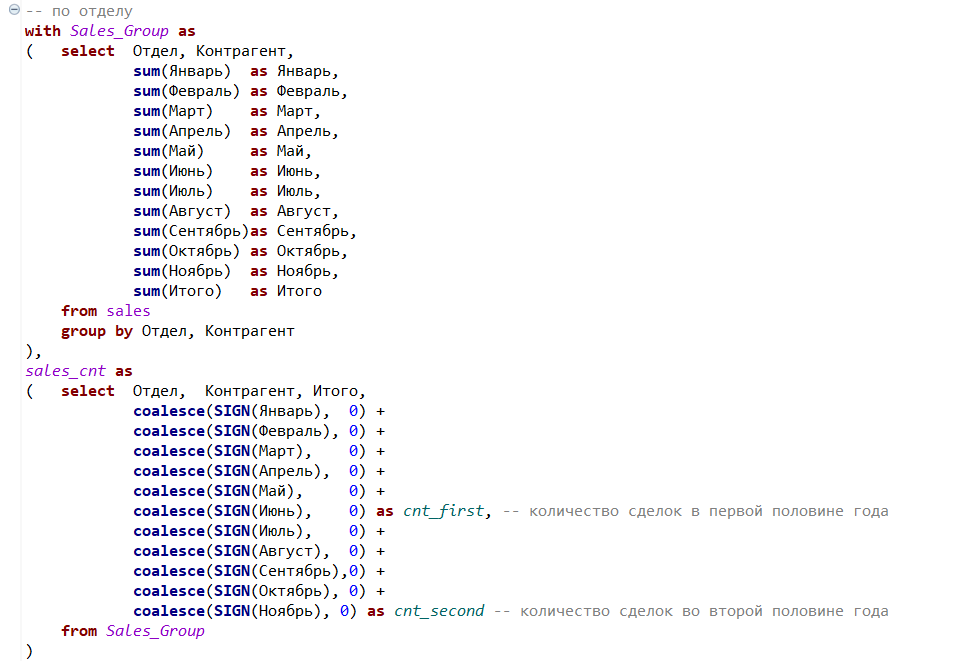 -- по отделу
with Sales_Group as
(   select  Отдел, Контрагент,
            sum(Январь)  as Январь,
            sum(Февраль) as Февраль,
            sum(Март)    as Март,
            sum(Апрель)  as Апрель,
            sum(Май)     as Май,
            sum(Июнь)    as Июнь,
            sum(Июль)    as Июль,
            sum(Август)  as Август,
            sum(Сентябрь)as Сентябрь,
            sum(Октябрь) as Октябрь,
            sum(Ноябрь)  as Ноябрь,
            sum(Итого)   as Итого
    from sales
    group by Отдел, Контрагент
),
sales_cnt as
(   select  Отдел,  Контрагент, Итого,
            coalesce(SIGN(Январь),  0) +
            coalesce(SIGN(Февраль), 0) +
            coalesce(SIGN(Март),    0) +
            coalesce(SIGN(Апрель),  0) +
            coalesce(SIGN(Май),     0) +
            coalesce(SIGN(Июнь),    0) as cnt_first, -- количество сделок в первой половине года
            coalesce(SIGN(Июль),    0) +
            coalesce(SIGN(Август),  0) +
            coalesce(SIGN(Сентябрь),0) +
            coalesce(SIGN(Октябрь), 0) +
            coalesce(SIGN(Ноябрь), 0) as cnt_second -- количество сделок во второй половине года
    from Sales_Group
)